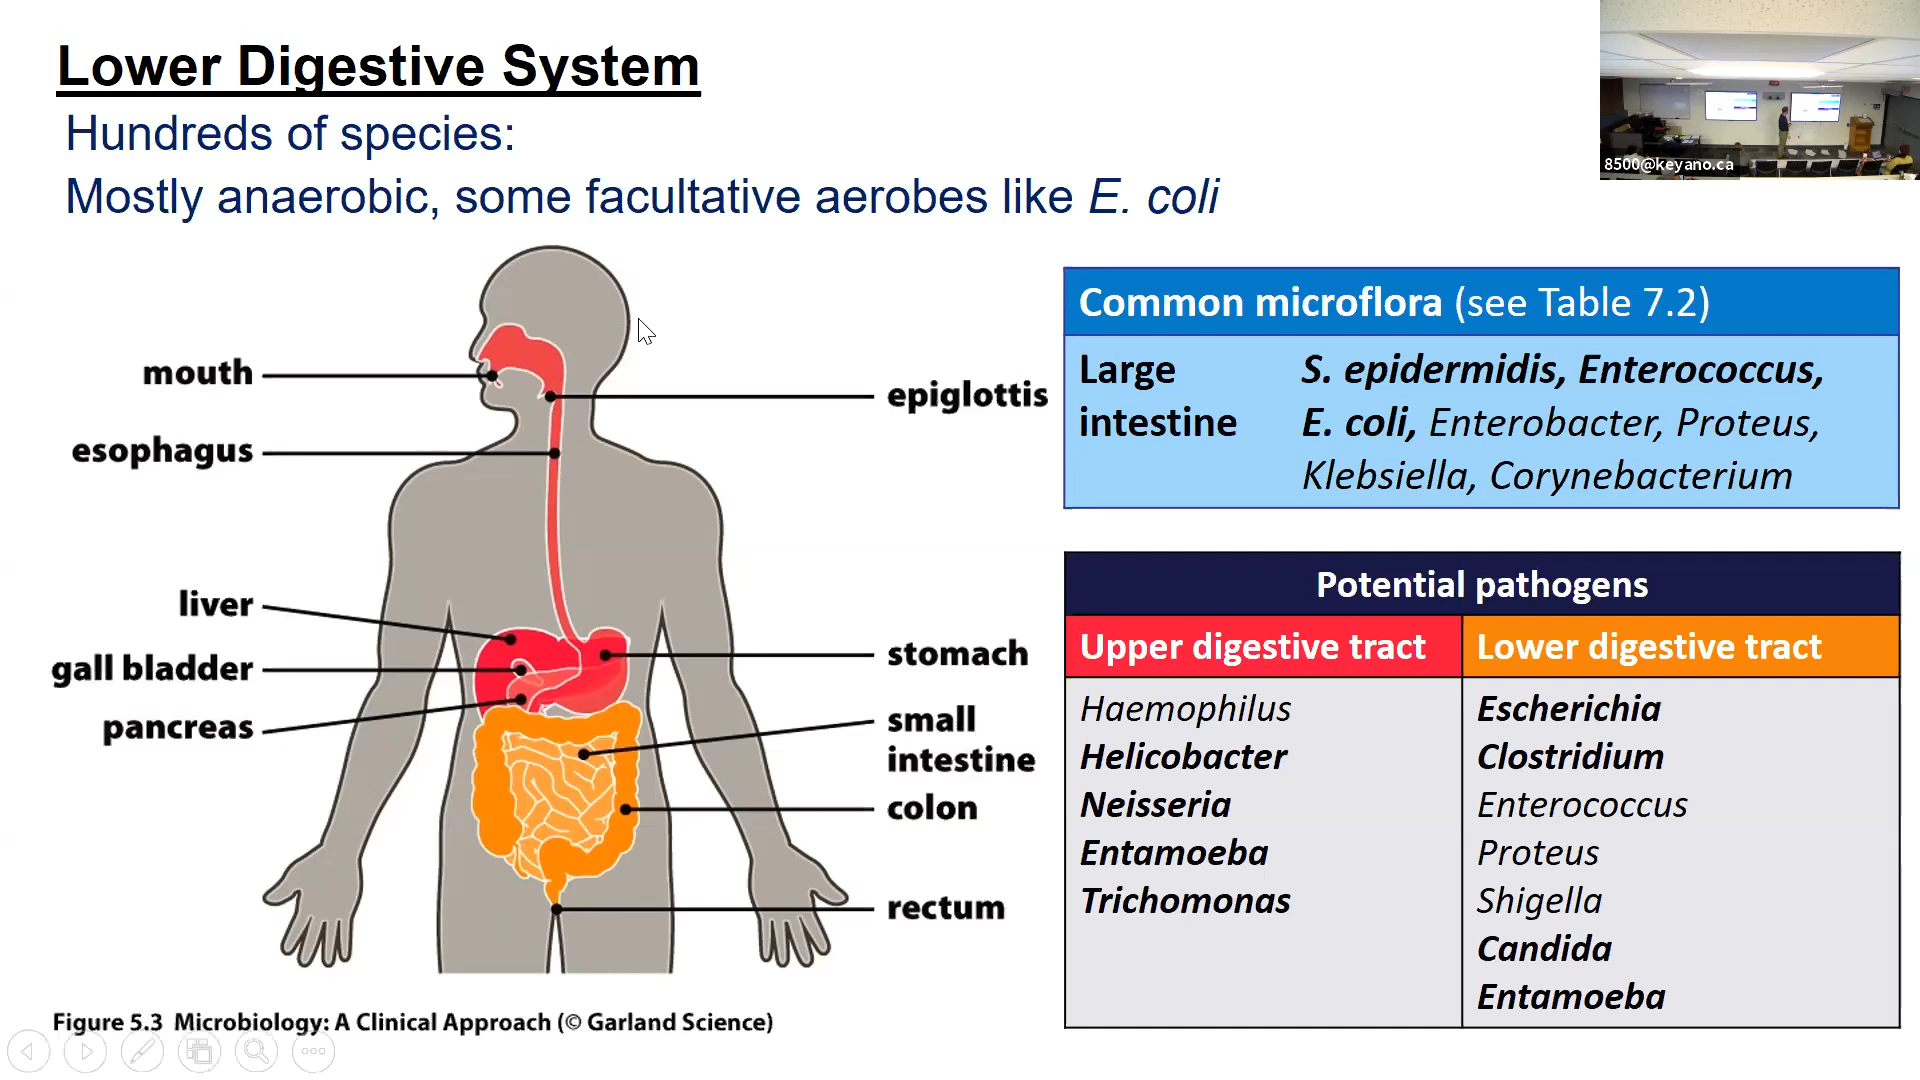 Lower Digestive System
Hundreds of species:
Mostly anaerobic, some facultative aerobes like E. coli
8500@keyano.ca
mouth
esophagus
liver
gall bladder
pancreas
epiglottis
stomach
small
intestine
colon
rectum
Figure 5.3 Microbiology: A Clinical Approach (© Garland Science)
Common microflora (see Table 7.2)
Large S. epidermidis, Enterococcus,
intestine E. coli, Enterobacter, Proteus,
Klebsiella, Corynebacterium
Potential pathogens
Upper digestive tract Lower digestive tract
Haemophilus Escherichia
Helicobacter Clostridium
Neisseria Enterococcus
Entamoeba Proteus
Trichomonas Shigella
Candida
Entamoeba